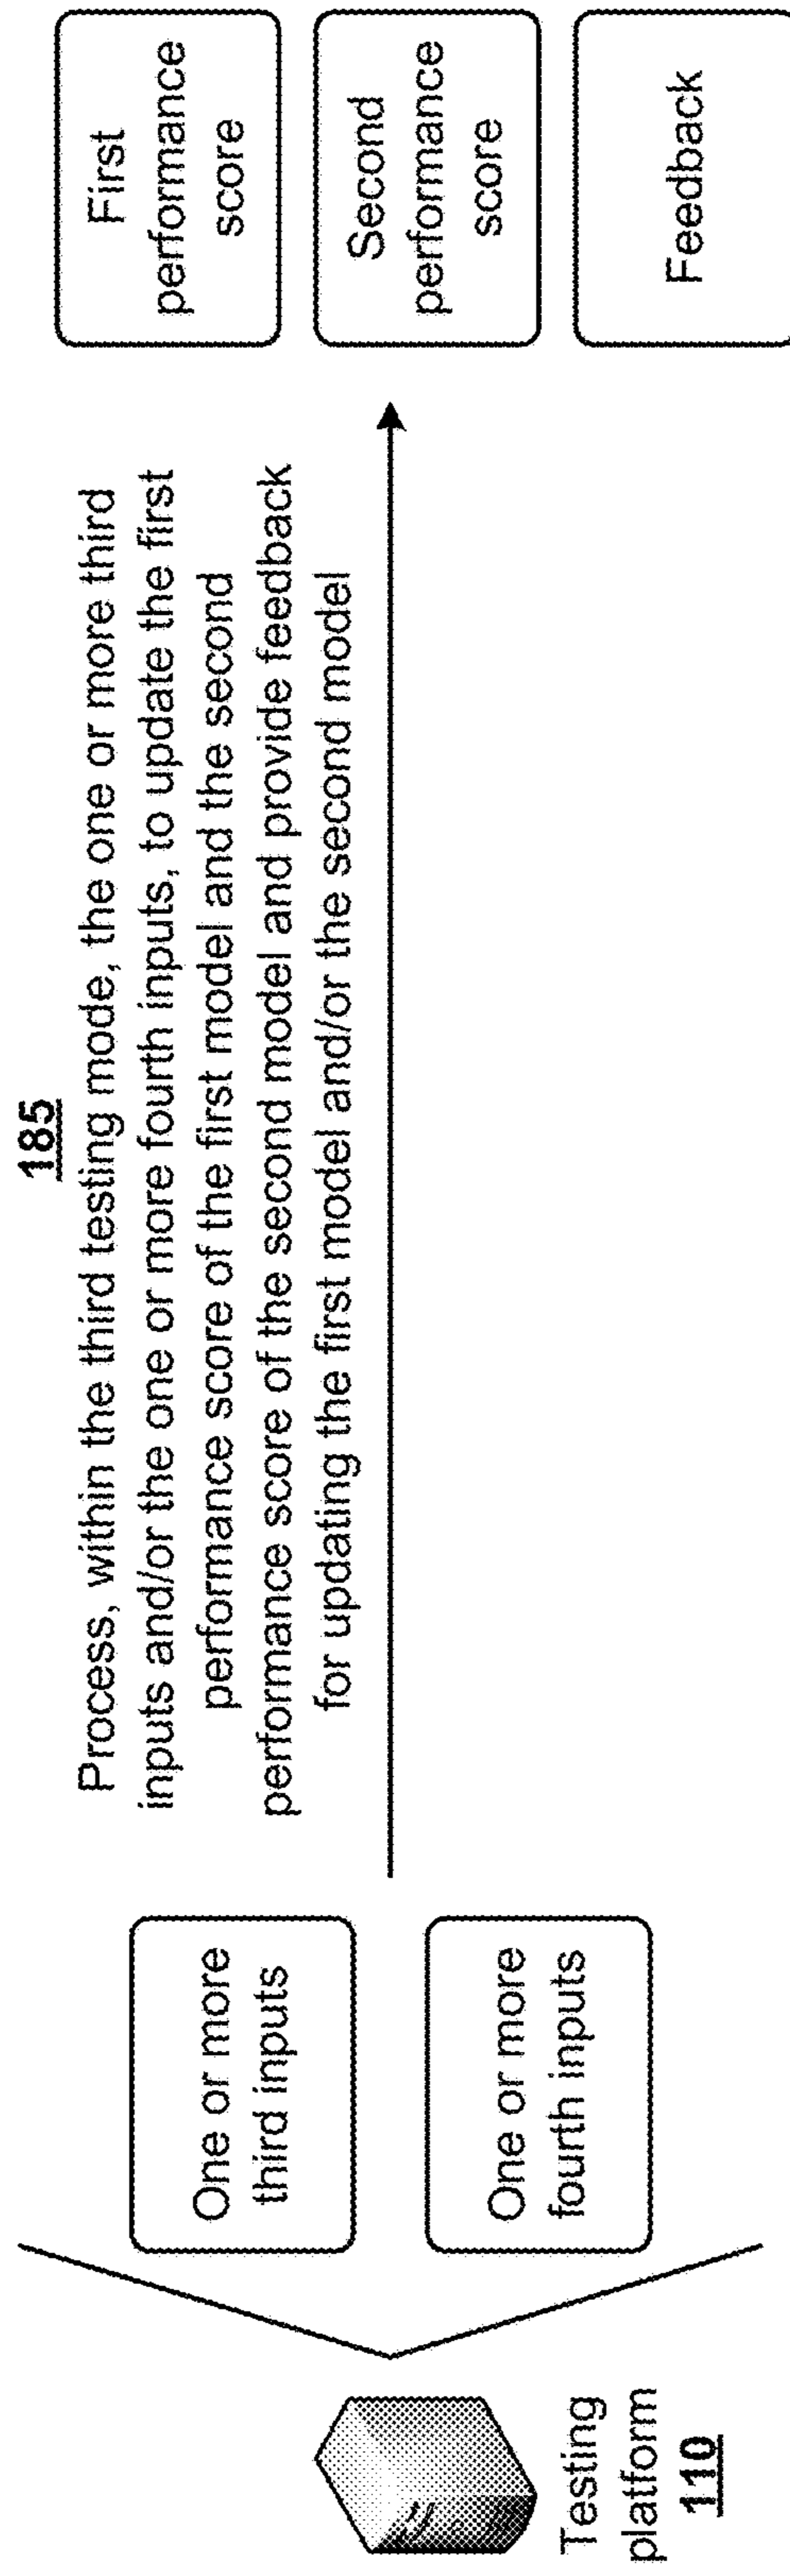 185
Process, within the third testing mode, the one or more third
inputs and/or the one or more fourth inputs, to update the first
performance score of the first model and the second
performance score of the second model and provide feedback
for updating the first model and/or the second model
Testing
platform
110
One or more
third inputs
One or more
fourth inputs
First
performance
score
Second
performance
score
Feedback